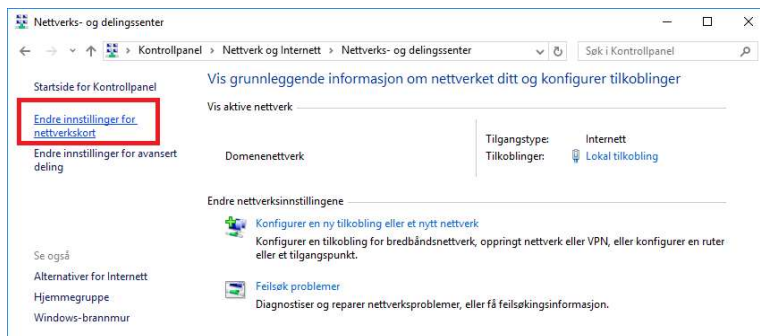 Nettverks- og delingssenter
Kontrollpanel > Nettverk og Internett > Nettverks- og delingssenter
Søk i Kontrollpanel
Startside for Kontrollpanel
Endre innstillinger for
nettverkskort
Endre innstillinger for avansert
deling
Vis grunnleggende informasjon om nettverket ditt og konfigurer tilkoblinger
Vis aktive nettverk
Domenenettverk
Tilgangstype: Internett
Tilkoblinger: Lokal tilkobling
Endre nettverksinnstillingene
Konfigurer en ny tilkobling eller et nytt nettverk
Konfigurer en tilkobling for bredbåndsnettverk, oppringt nettverk eller VPN, eller konfigurer en ruter
eller et tilgangspunkt.
Feilsøk problemer
Diagnostiser og reparer nettverksproblemer, eller få feilsøkingsinformasjon.
Se også
Alternativer for Internett
Hjemmegruppe
Windows-brannmur